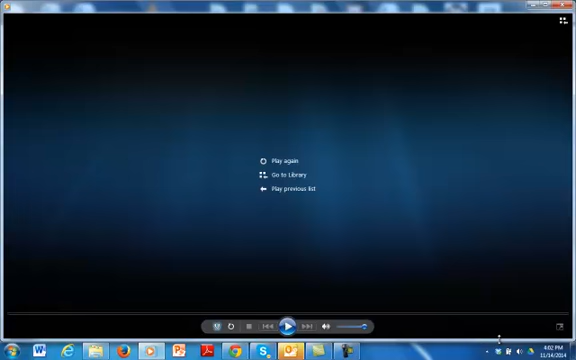 Play again
Go to Library
Play previous list
4:02 PM
11/14/2014